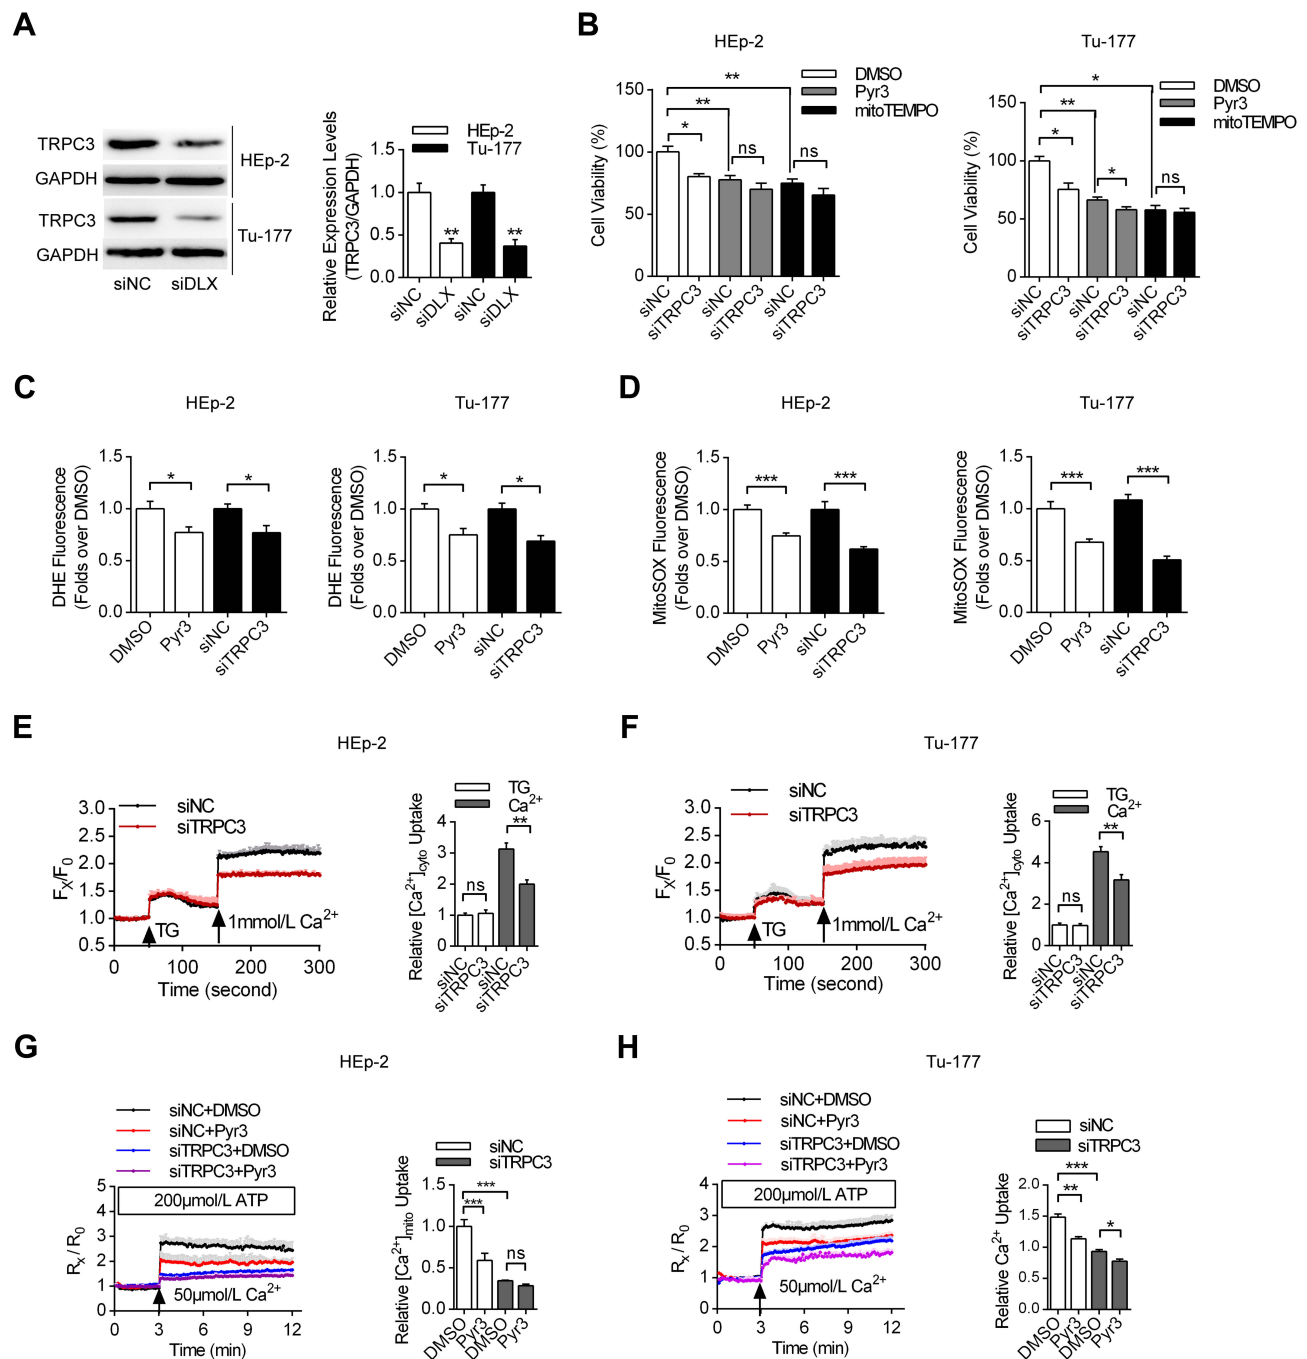 A
TRPC3
GAPDH
TRPC3
GAPDH
HEp-2
Tu-177
siNC siDLX
Relative Expression Levels
(TRPC3/GAPDH)
HEp-2
Tu-177
1.5
1.0
0.5
0.0
** **
siNC
siDLX
siNC
siDLX
B
HEp-2
DMSO
Pyr3
mitoTEMPO
Cell Viability (%)
150
100
50
0
**
**
*
ns
ns
siNC
siTRPC3
siNC
siTRPC3
siNC
siTRPC3
Tu-177
DMSO
Pyr3
mitoTEMPO
Cell Viability (%)
150
100
50
0
*
**
*
*
ns
siNC
siTRPC3
siNC
siTRPC3
siNC
siTRPC3
C
HEp-2
DHE Fluorescence
(Folds over DMSO)
1.5
1.0
0.5
0.0
* *
DMSO
Pyr3
siNC
siTRPC3
Tu-177
DHE Fluorescence
(Folds over DMSO)
1.5
1.0
0.5
0.0
* *
DMSO
Pyr3
siNC
siTRPC3
D
HEp-2
MitoSOX Fluorescence
(Folds over DMSO)
1.5
1.0
0.5
0.0
*** ***
DMSO
Pyr3
siNC
siTRPC3
Tu-177
MitoSOX Fluorescence
(Folds over DMSO)
1.5
1.0
0.5
0.0
*** ***
DMSO
Pyr3
siNC
siTRPC3
E
HEp-2
siNC
siTRPC3
Fx/F0
3.0
2.5
2.0
1.5
1.0
0.5
TG
1mmol/L Ca2+
0 100 200 300
Time (second)
TG
Ca2+
Relative [Ca2+]cyto Uptake
4
3
2
1
0
ns
**
siNC
siTRPC3
siNC
siTRPC3
F
Tu-177
siNC
siTRPC3
Fx/F0
3.0
2.5
2.0
1.5
1.0
0.5
TG
1mmol/L Ca2+
0 100 200 300
Time (second)
TG
Ca2+
Relative [Ca2+]cyto Uptake
6
4
2
0
ns
**
siNC
siTRPC3
siNC
siTRPC3
G
HEp-2
siNC+DMSO
siNC+Pyr3
siTRPC3+DMSO
siTRPC3+Pyr3
Rx / R0
5
4
3
2
1
0
200μmol/L ATP
50μmol/L Ca2+
0 3 6 9 12
Time (min)
siNC
siTRPC3
Relative [Ca2+]mito Uptake
1.5
1.0
0.5
0.0
***
***
ns
DMSO
Pyr3
DMSO
Pyr3
H
Tu-177
siNC+DMSO
siNC+Pyr3
siTRPC3+DMSO
siTRPC3+Pyr3
Rx / R0
4
3
2
1
0
200μmol/L ATP
50μmol/L Ca2+
0 3 6 9 12
Time (min)
siNC
siTRPC3
Relative Ca2+ Uptake
2.0
1.5
1.0
0.5
0.0
***
**
*
DMSO
Pyr3
DMSO
Pyr3